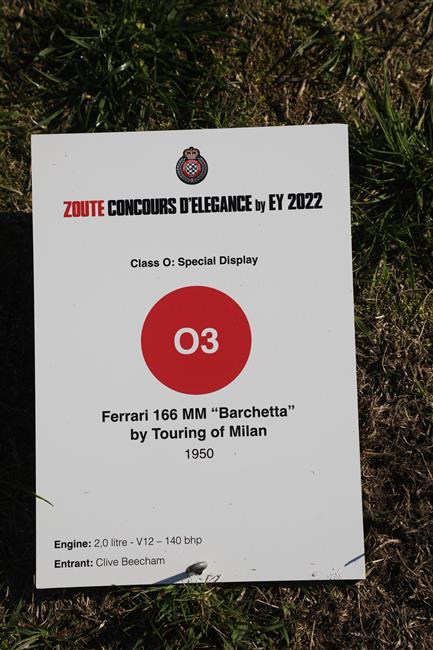 ZOUTE CONCOURS D'ELEGANCE by EY 2022
Class O: Special Display
O3
Ferrari 166 MM “Barchetta”
by Touring of Milan
1950
Engine: 2,0 litre - V12 – 140 bhp
Entrant: Clive Beecham